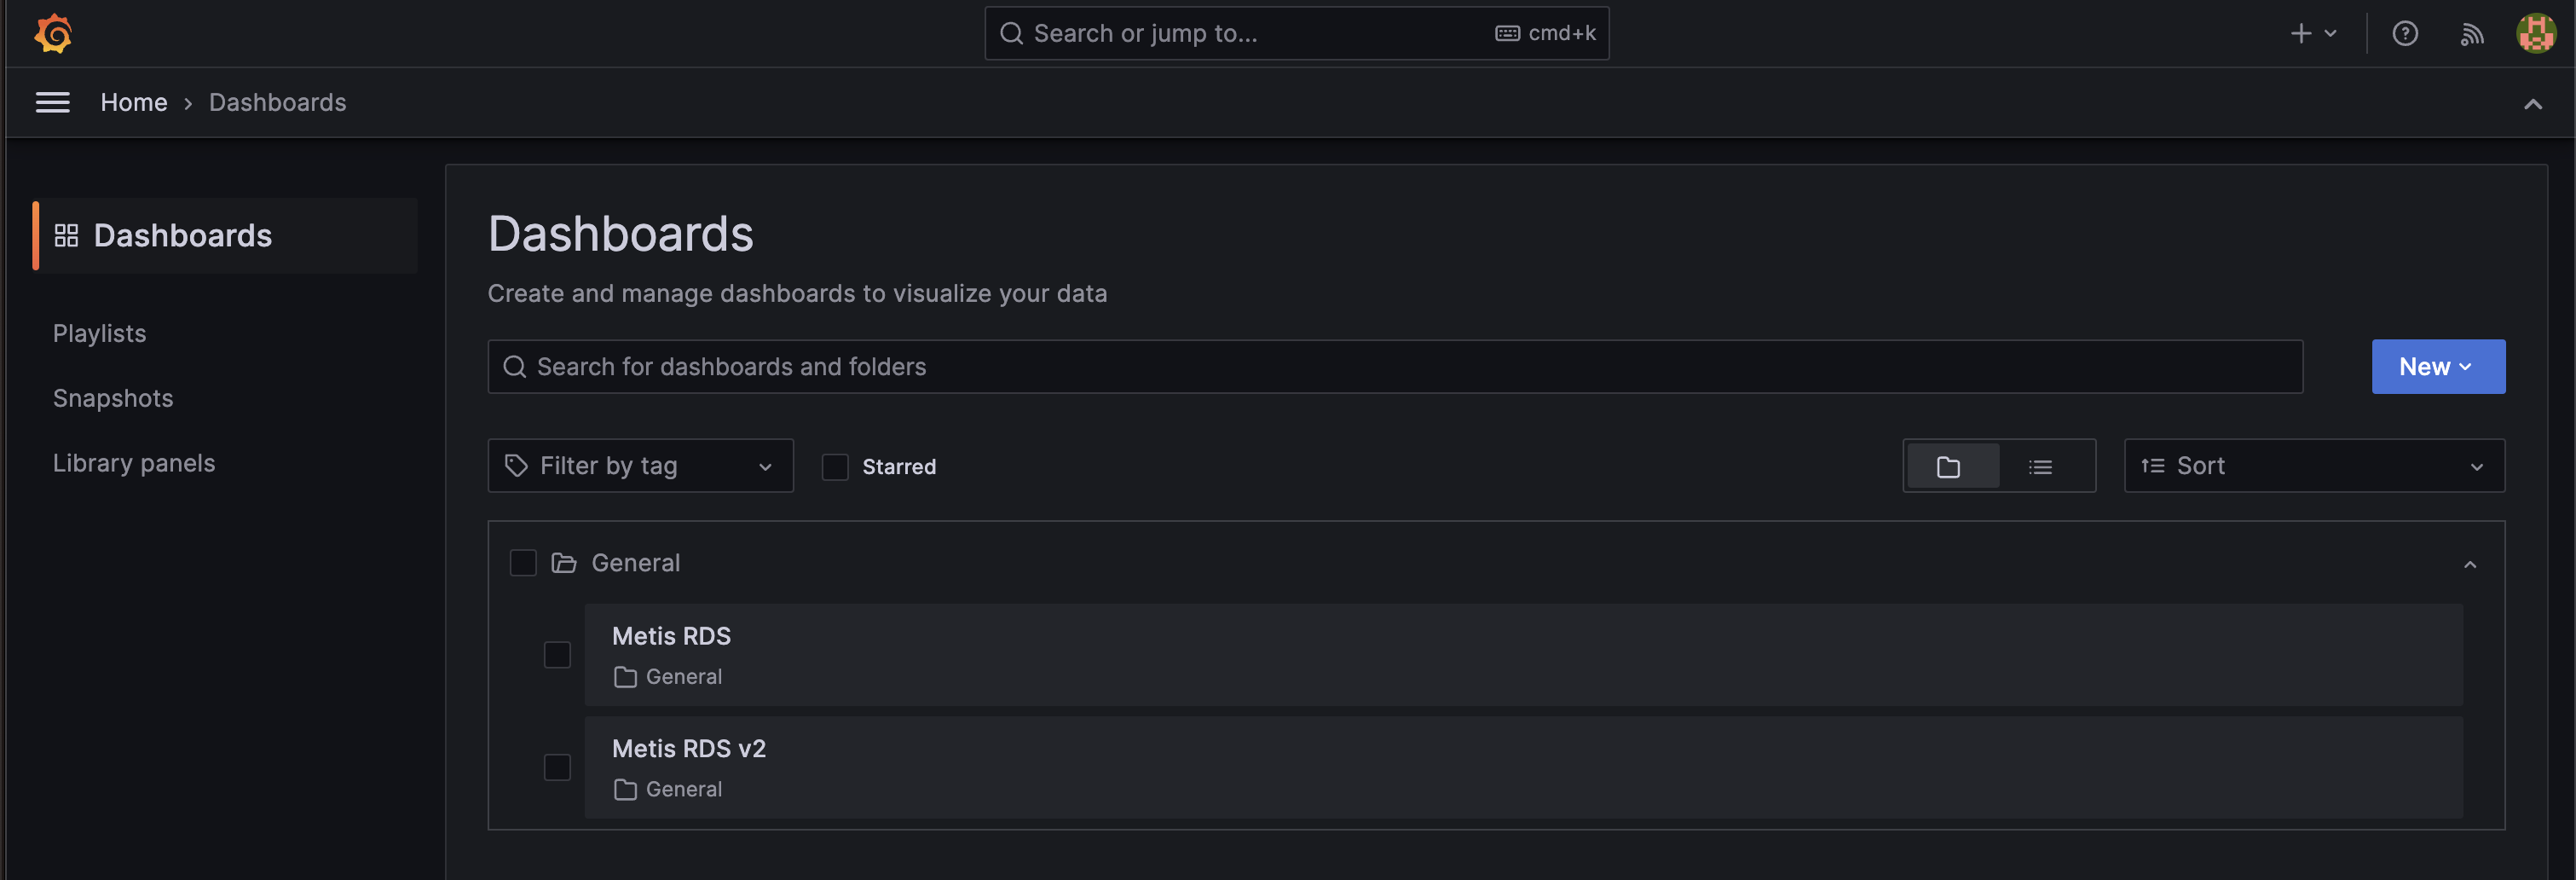 Search or jump to...
cmd+k
Home
Dashboards
Dashboards
Playlists
Snapshots
Library panels
Dashboards
Create and manage dashboards to visualize your data
Search for dashboards and folders
New
Filter by tag
Starred
Sort
General
Metis RDS
General
Metis RDS v2
General